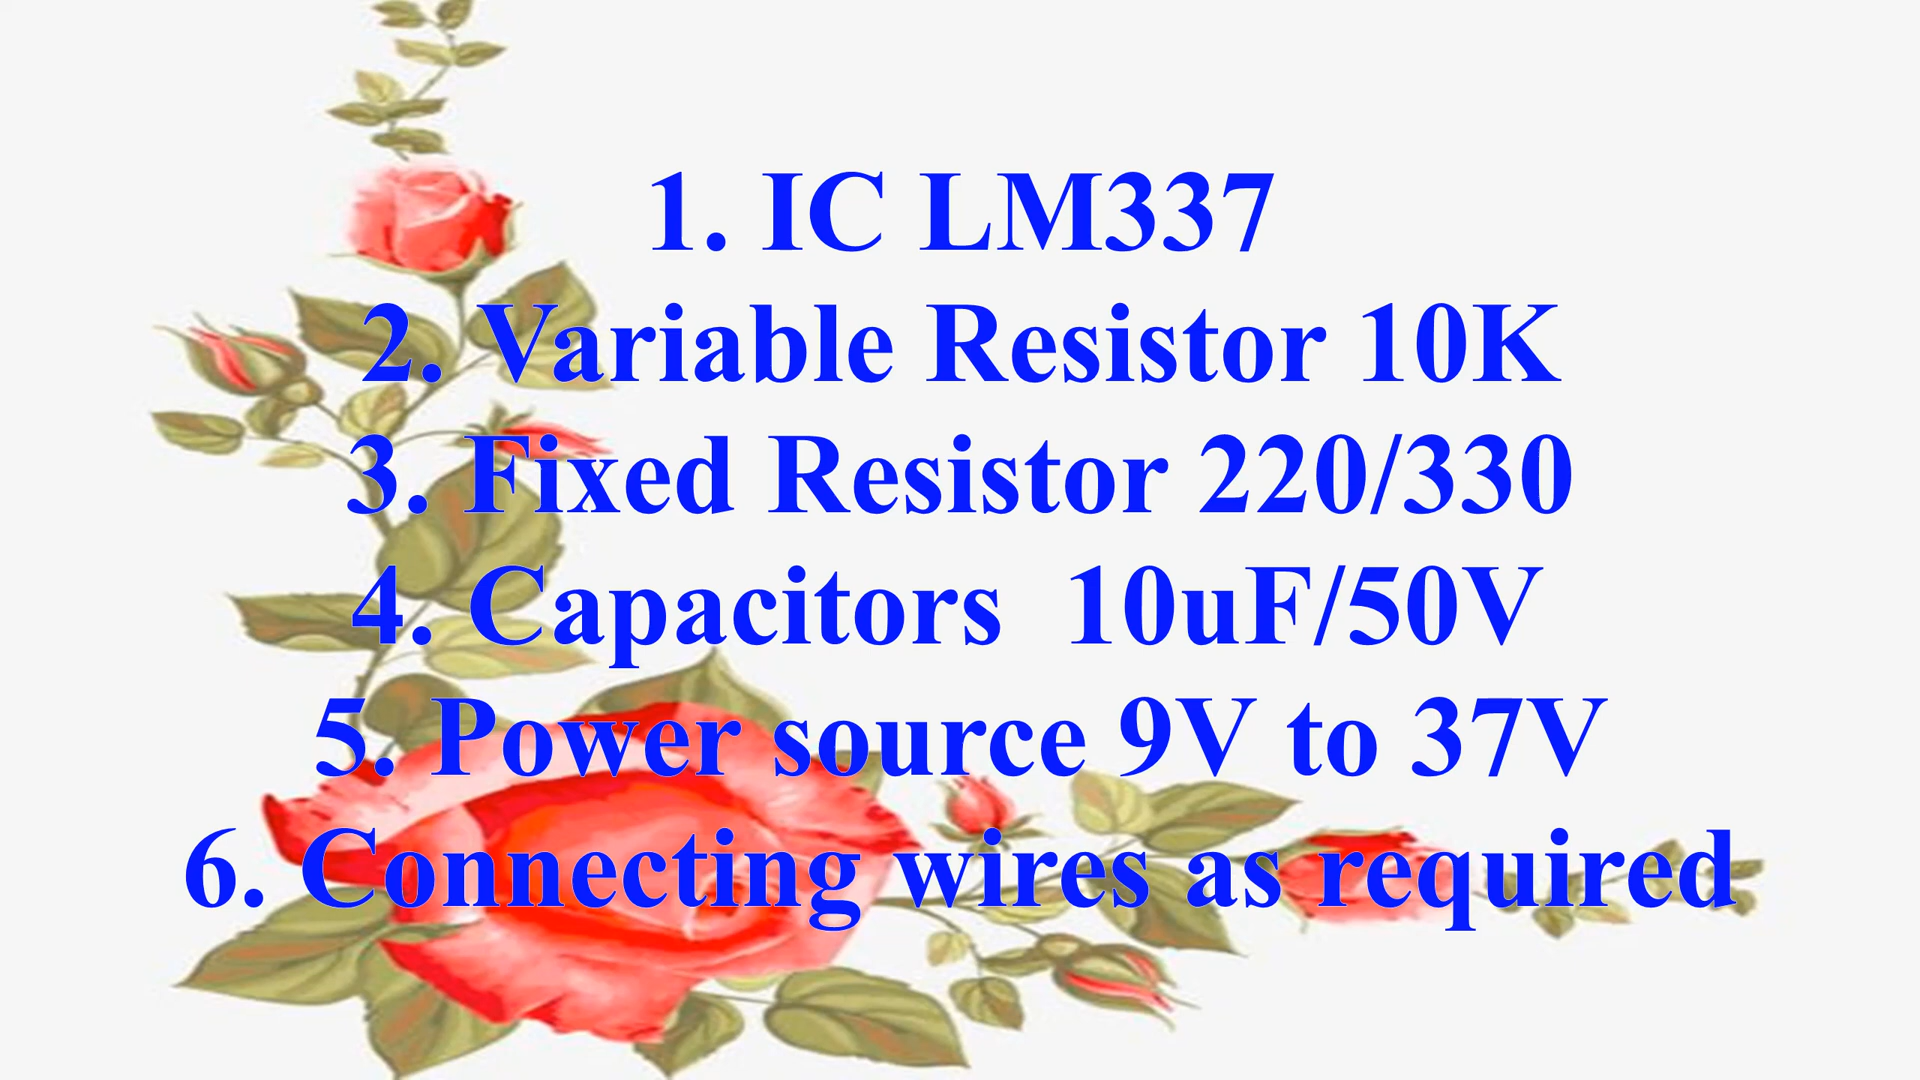 1. IC LM337
2. Variable Resistor 10K
3. Fixed Resistor 220/330
4. Capacitors  10uF/50V
5. Power source 9V to 37V
6. Connecting wires as required